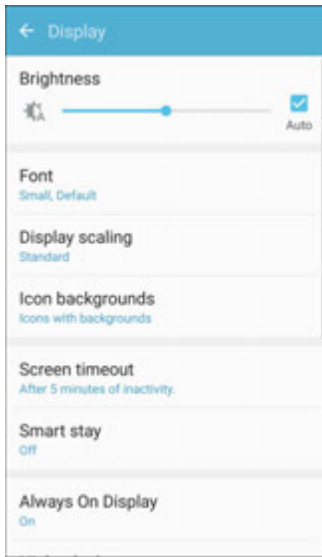 Display
Brightness
Auto
Font
Small, Default
Display scaling
Standard
Icon backgrounds
Icons with backgrounds
Screen timeout
After 5 minutes of inactivity.
Smart stay
Off
Always On Display
On